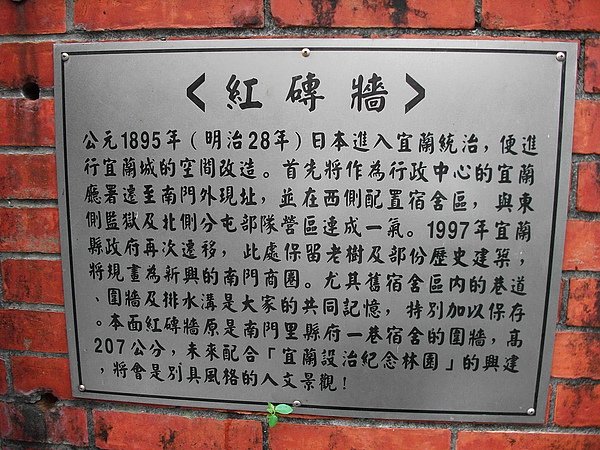 <紅磚牆>
公元1895年(明治28年)日本進入宜蘭統治,便進
行宜蘭城的空間改造。首先將作為行政中心的宜蘭
廳署遷至南門外現址,並在西側配置宿舍區,與東
側監獄及北側分屯部隊營區連成一氣。1997年宜蘭
縣政府再次遷移,此處保留老樹及部份歷史建築,
將規畫為新興的南門商圈。尤其舊宿舍區內的巷道
、圍牆及排水溝是大家的共同記憶,特別加以保存
。本面紅磚牆原是南門里縣府一巷宿舍的圍牆,高
207公分,未來配合「宜蘭設治紀念林園」的興建
,將會是別具風格的人文景觀!